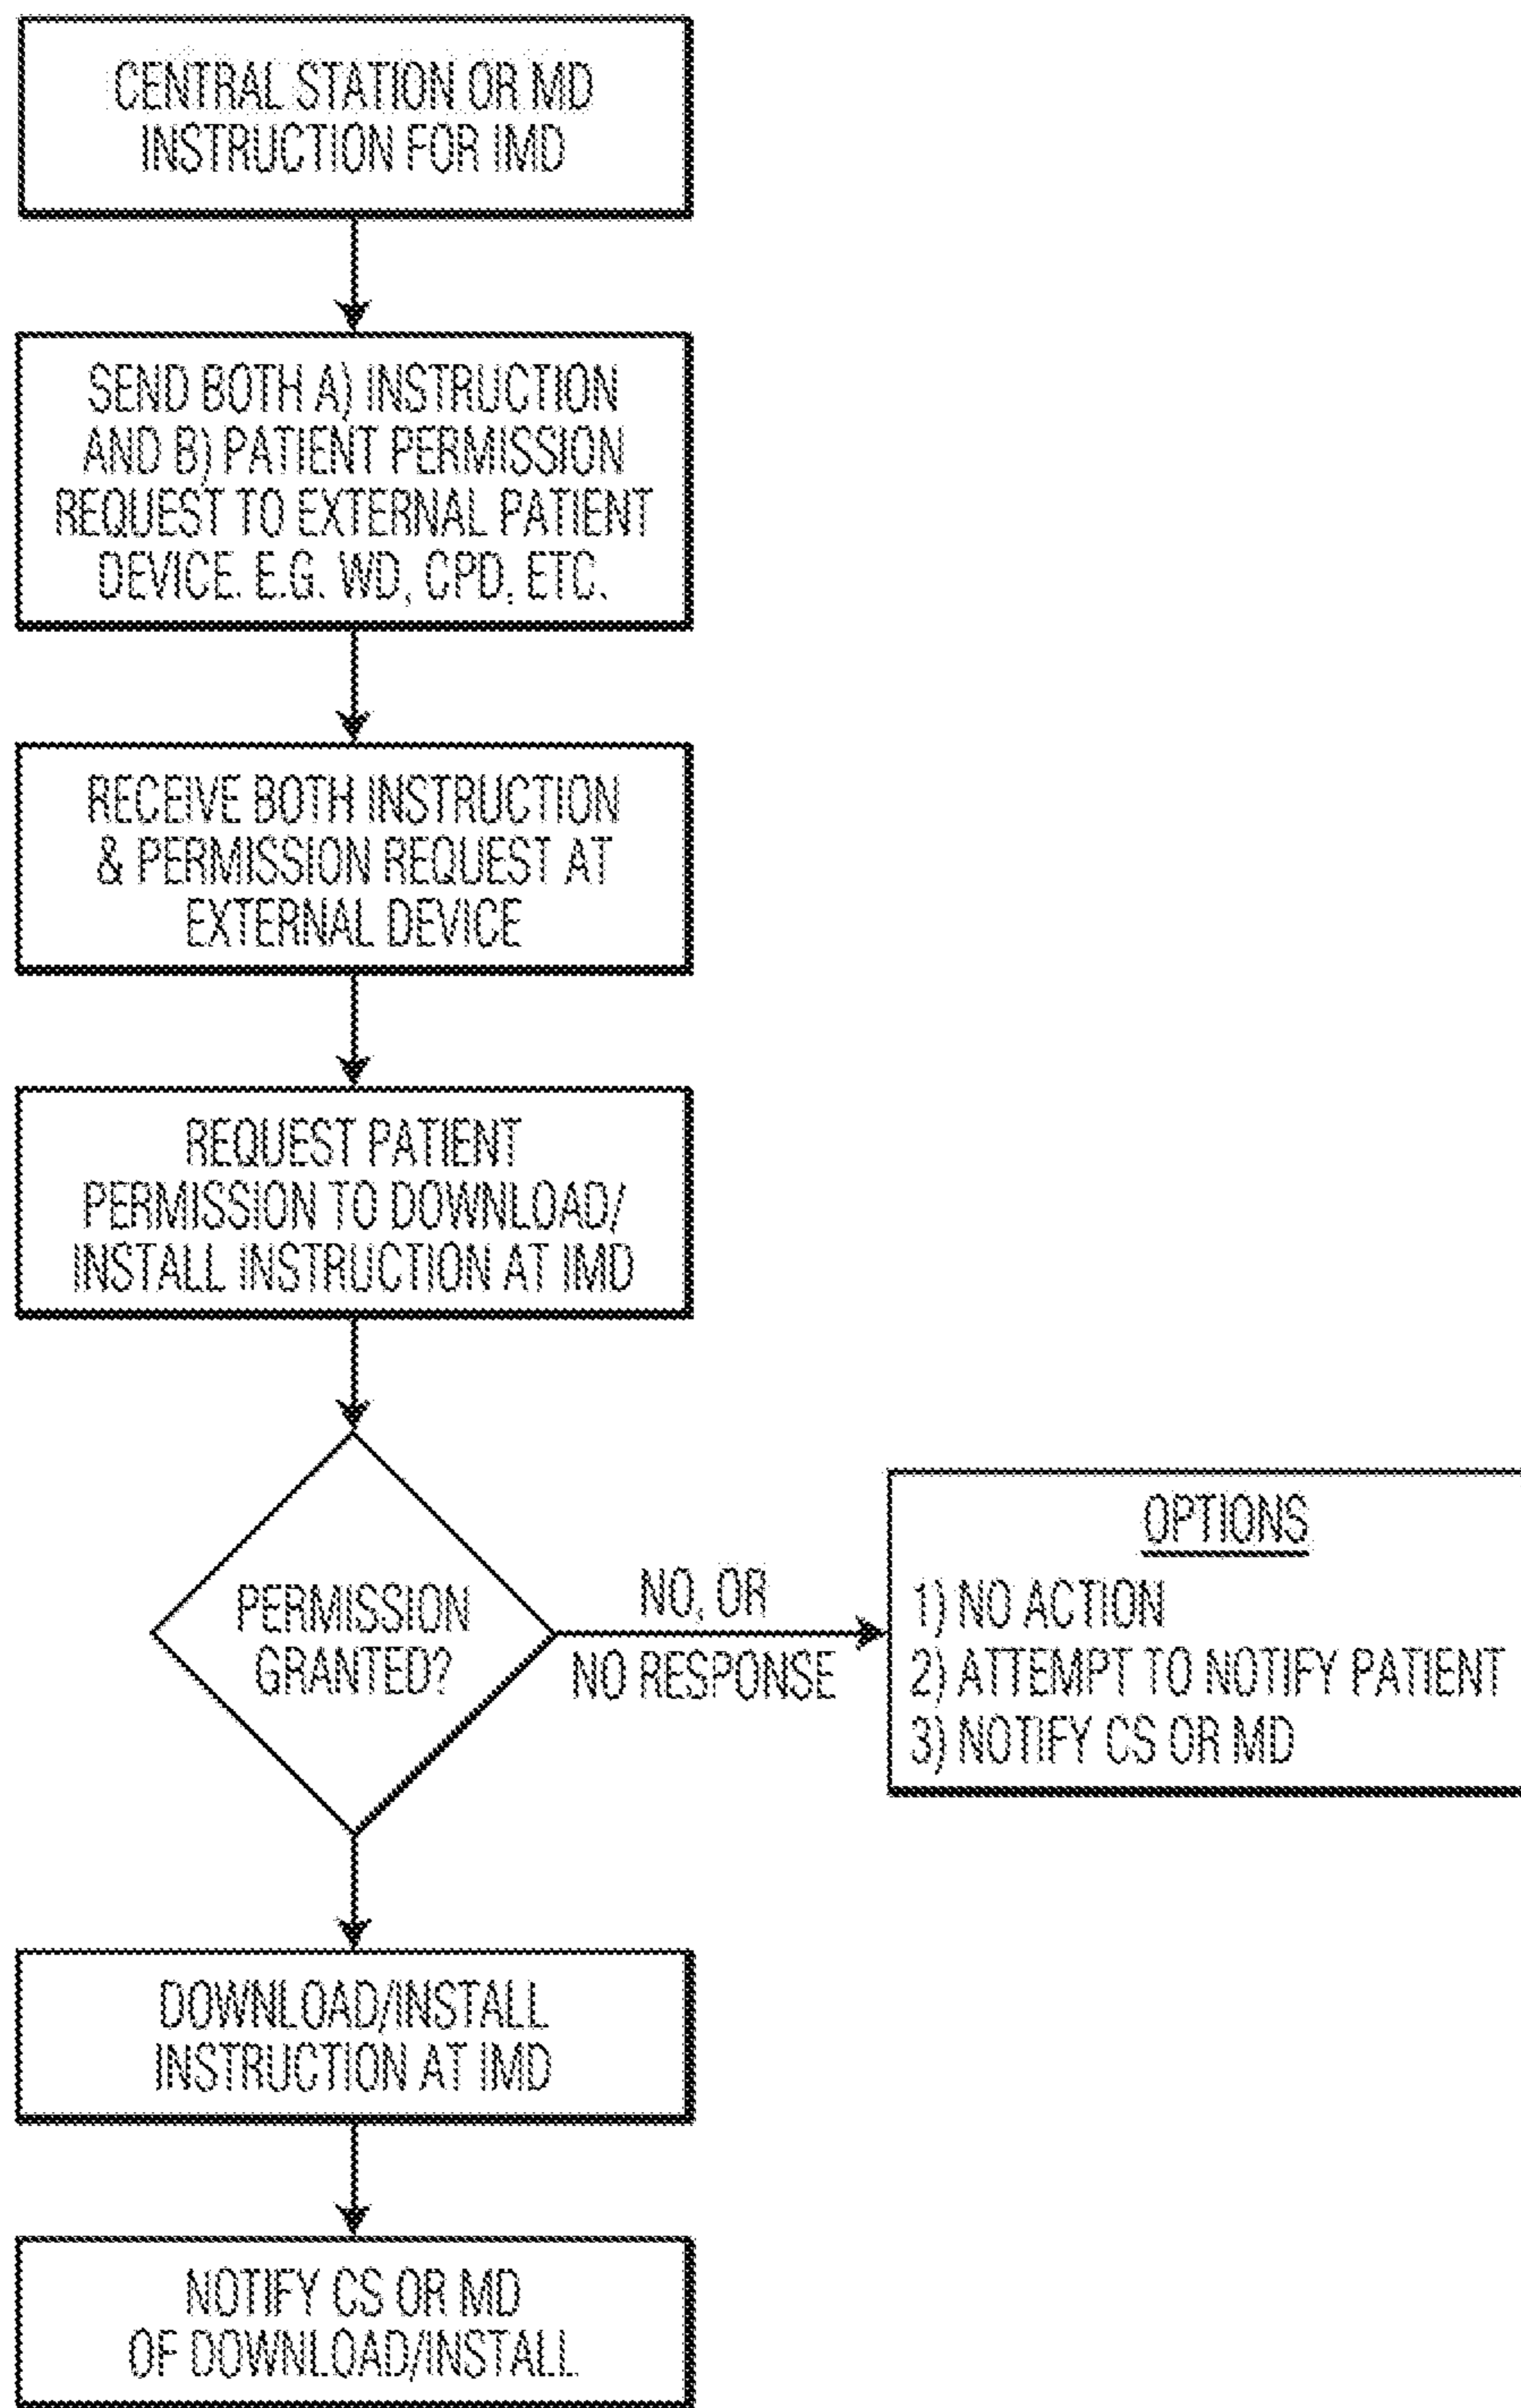 CENTRAL STATION OR MD
INSTRUCTION FOR IMD
SEND BOTH A) INSTRUCTION
AND B) PATIENT PERMISSION
REQUEST TO EXTERNAL PATIENT
DEVICE. E.G. WD, CPD, ETC.
RECEIVE BOTH INSTRUCTION
& PERMISSION REQUEST AT
EXTERNAL DEVICE
REQUEST PATIENT
PERMISSION TO DOWNLOAD/
INSTALL INSTRUCTION AT IMD
PERMISSION
GRANTED?
NO, OR
NO RESPONSE
OPTIONS
1) NO ACTION
2) ATTEMPT TO NOTIFY PATIENT
3) NOTIFY CS OR MD
DOWNLOAD/INSTALL
INSTRUCTION AT IMD
NOTIFY CS OR MD
OF DOWNLOAD/INSTALL